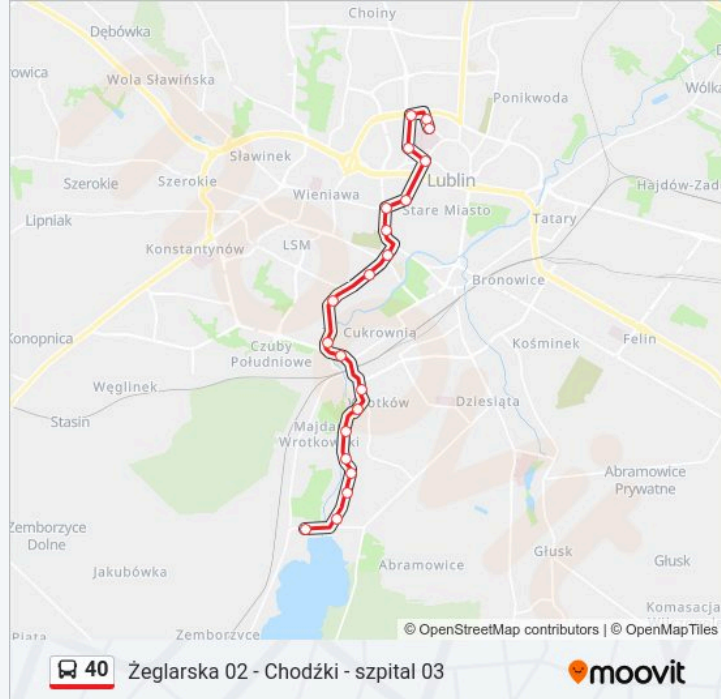 Choiny
Dębówka
rowica
Wola Sławińska
Ponikwoda
Wólka
Sławinek
Szerokie
Szerokie
Wieniawa
Lublin
Hajdów-Zad
Stare Miasto
Lipniak
Tatary
Konstantynów
LSM
Bronowice
Konopnica
Cukrownia
Czuby
Południowe
Kośminek
Felin
Węglinek
Wrotków
Dziesiąta
Stasin
Majdan
Wrotkowski
Abramowice
Prywatne
Zemborzyce
Dolne
Głusk
Głusk
Jakubówka
Abramowice
Komasacja
Zemborzyce
© OpenStreetMap contributors | © OpenMapTiles
40 Żeglarska 02 - Chodźki - szpital 03
moovit